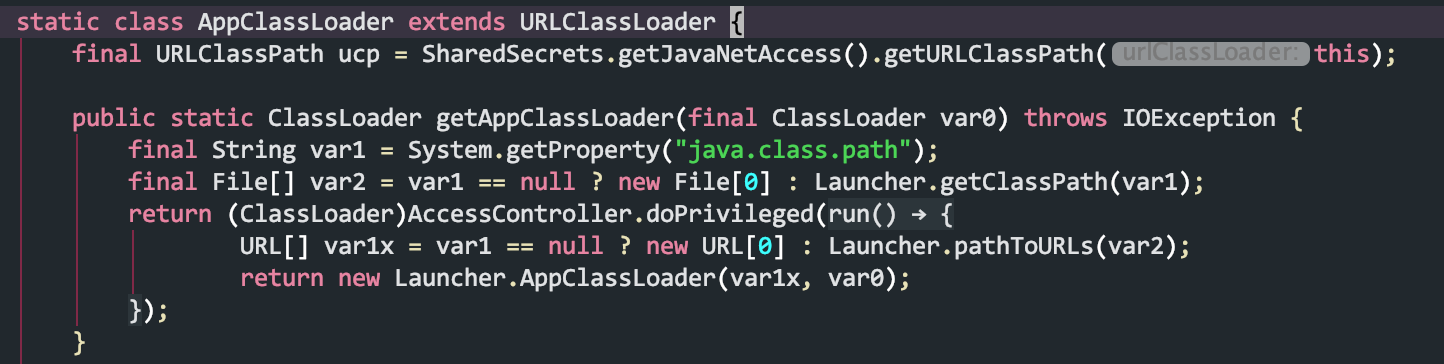 static class AppClassLoader extends URLClassLoader {
final URLClassPath ucp = SharedSecrets.getJavaNetAccess().getURLClassPath( urlClassLoader: this);
public static ClassLoader getAppClassLoader(final ClassLoader var0) throws IOException {
final String var1 = System.getProperty("java.class.path");
final File[] var2 = var1 == null ? new File[0] : Launcher.getClassPath(var1);
return (ClassLoader)AccessController.doPrivileged(run() → {
URL[] var1x = var1 == null ? new URL[0] : Launcher.pathToURLs(var2);
return new Launcher.AppClassLoader(var1x, var0);
});
}